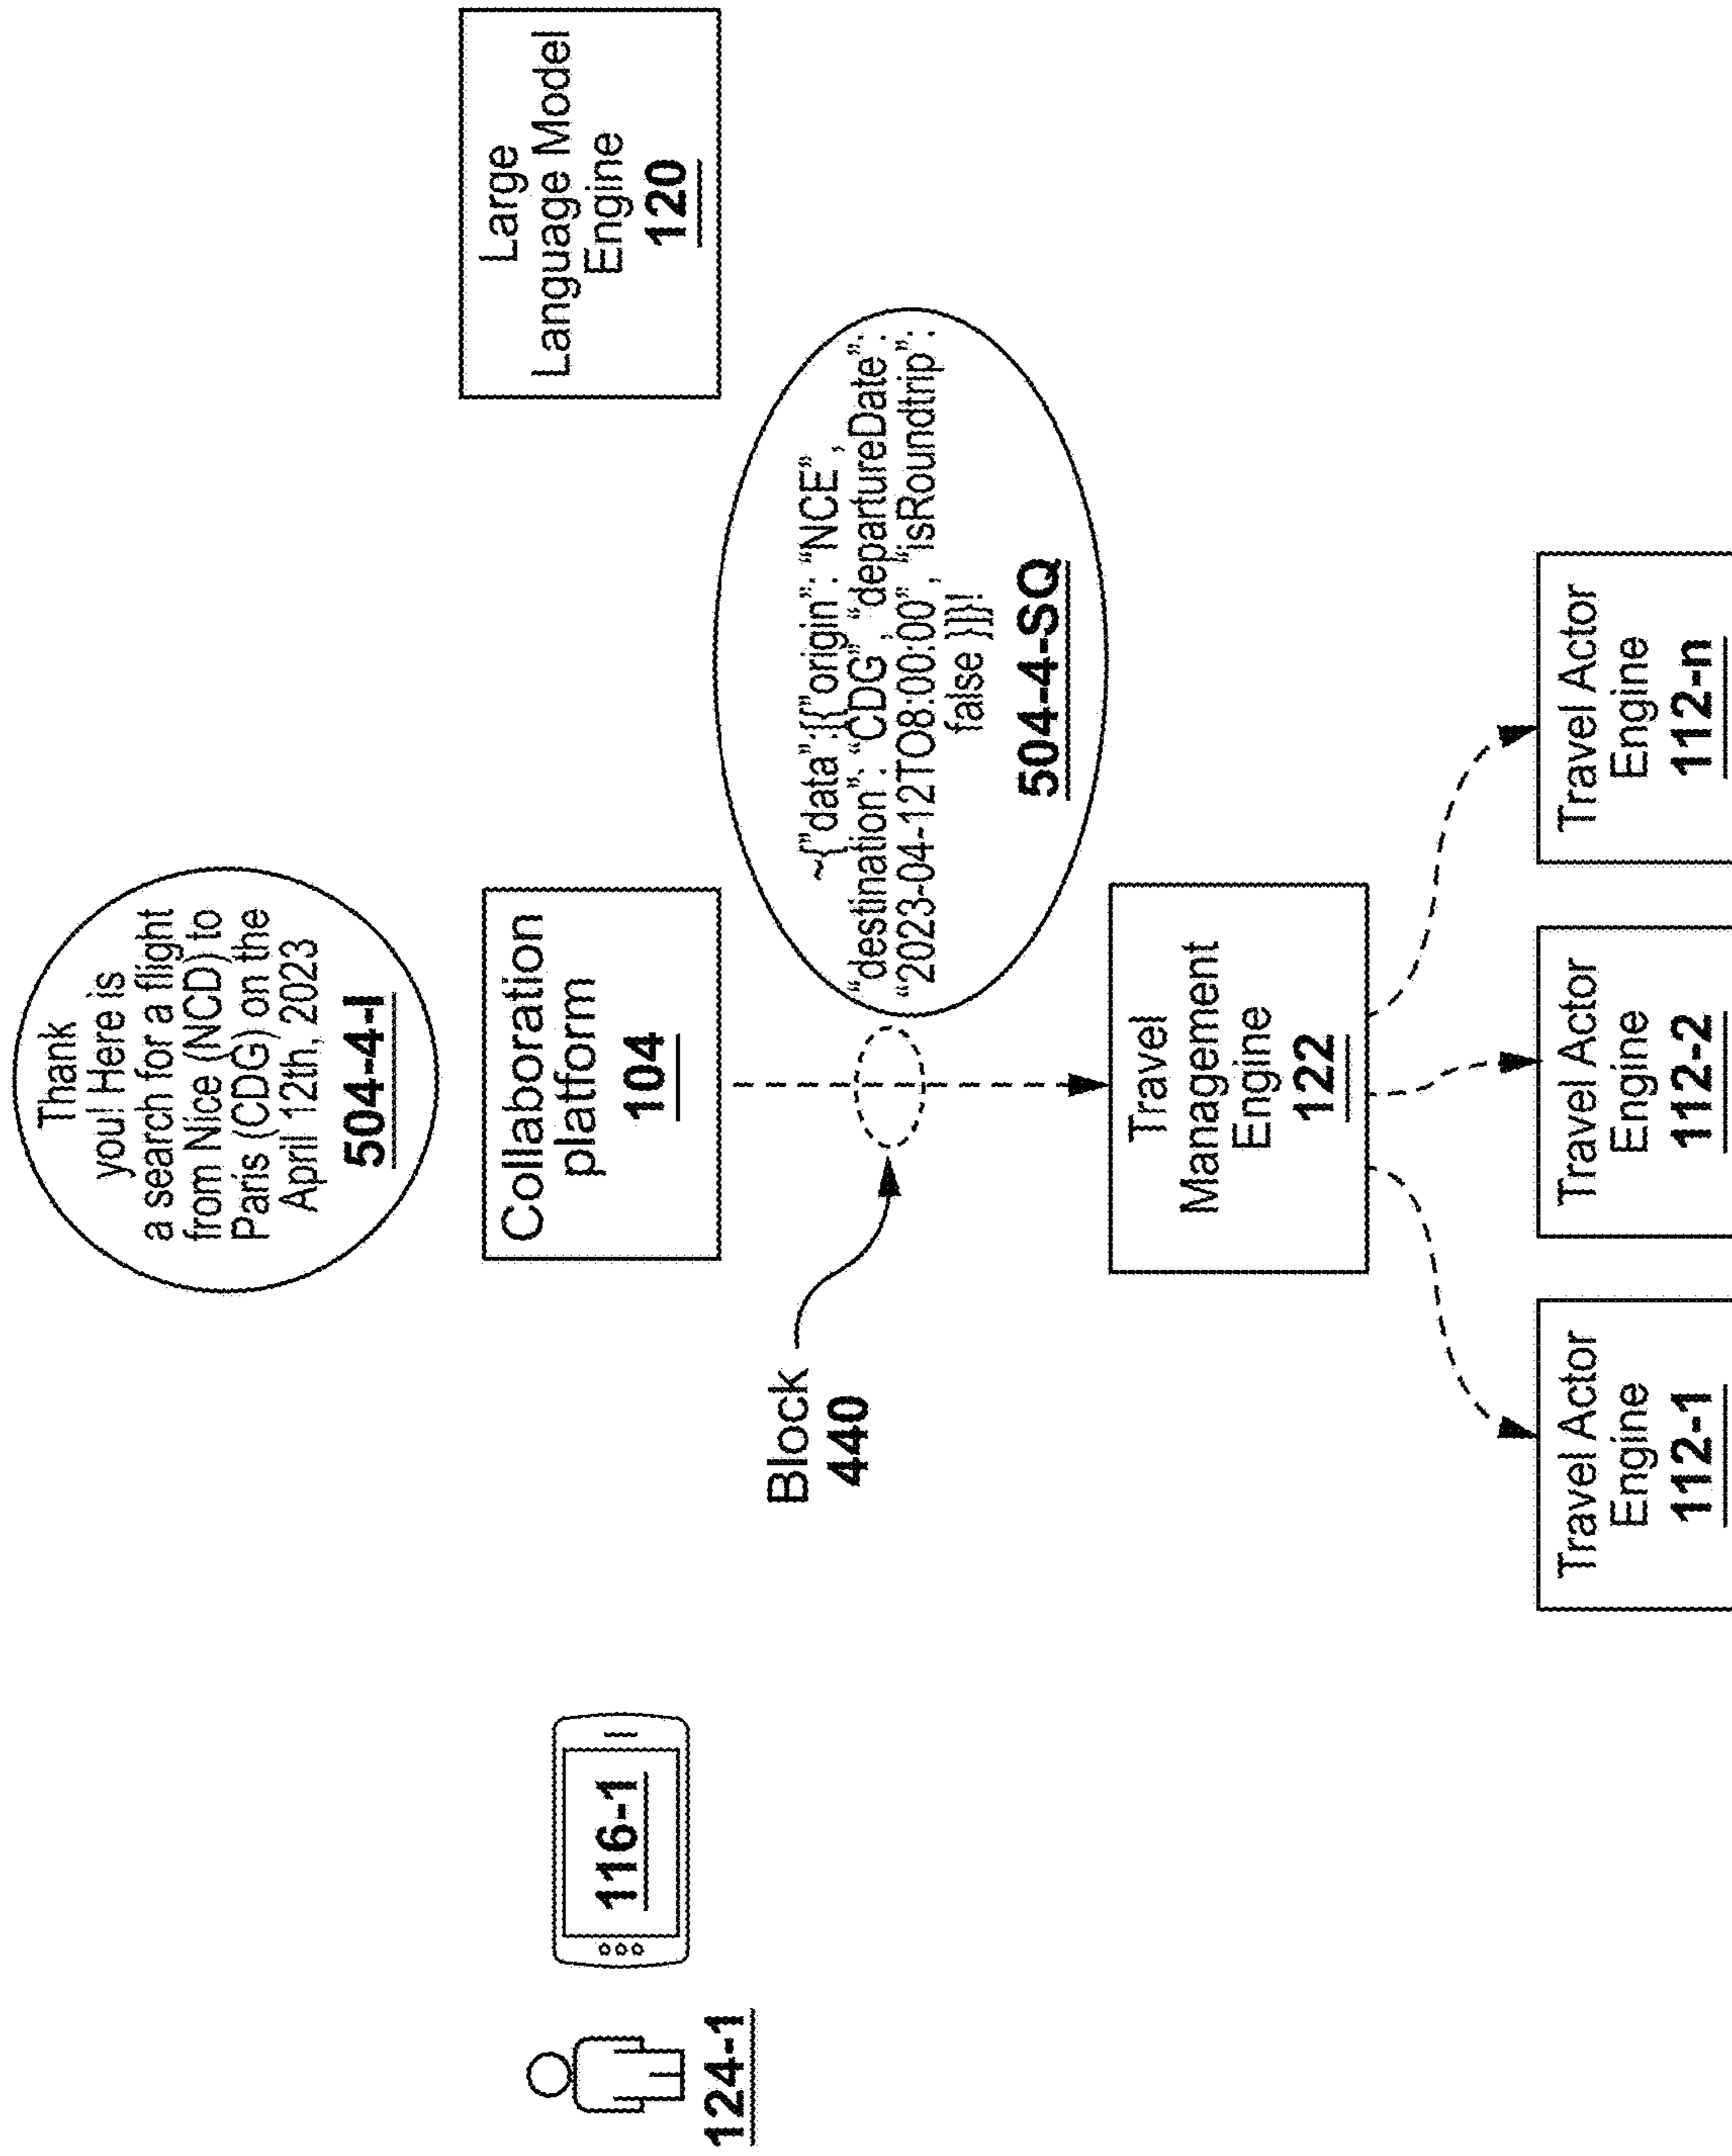 Thank
you! Here is
a search for a flight
from Nice (NCD) to
Paris (CDG) on the
April 12th, 2023
504-4-I
Collaboration
platform
104
Large
Language Model
Engine
120
116-1
124-1
Block
440
~{"data":[{"origin": "NCE",
"destination": "CDG", "departureDate":
"2023-04-12TO8:00:00", "isRoundtrip":
false }]}!
504-4-SQ
Travel
Management
Engine
122
Travel Actor
Engine
112-1
Travel Actor
Engine
112-2
Travel Actor
Engine
112-n